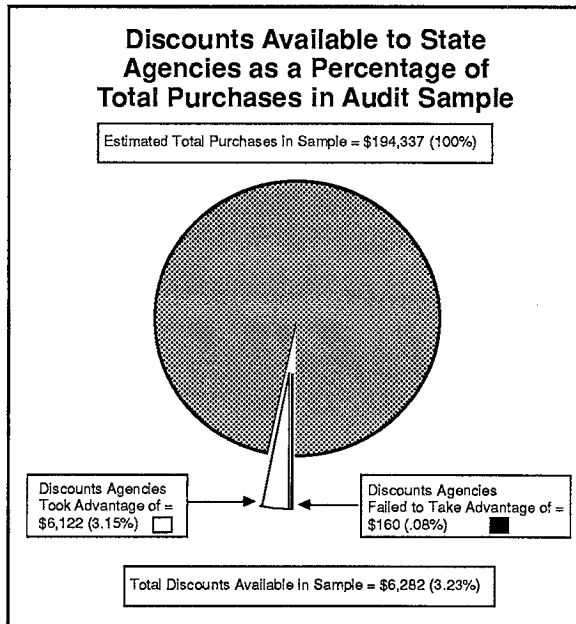 Discounts Available to State
Agencies as a Percentage of
Total Purchases in Audit Sample
Estimated Total Purchases in Sample = $194,337 (100%)
Discounts Agencies
Took Advantage of =
$6,122 (3.15%)
Discounts Agencies
Failed to Take Advantage of =
$160 (.08%)
Total Discounts Available in Sample = $6,282 (3.23%)